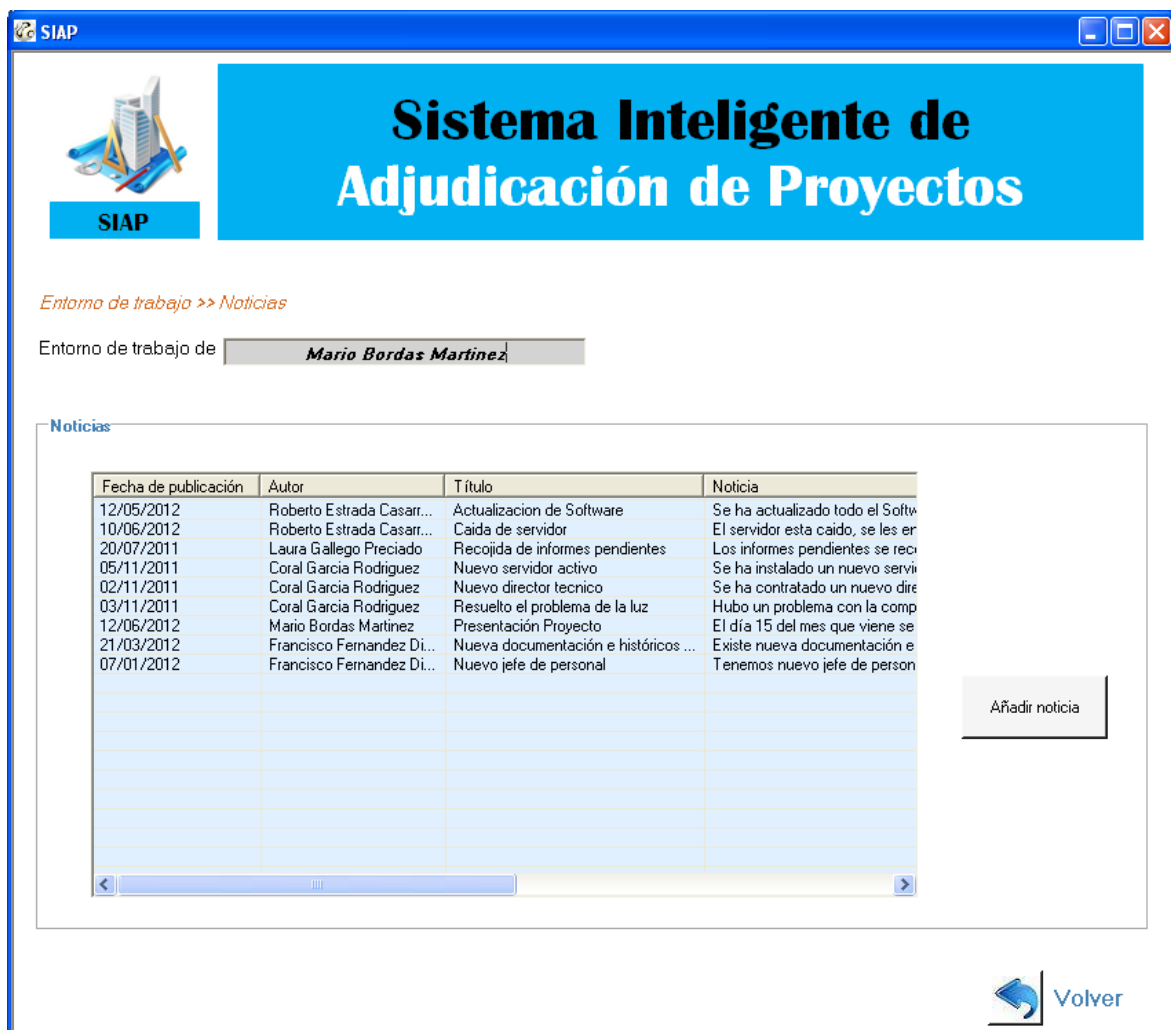 SIAP
Sistema Inteligente de
Adjudicación de Proyectos
SIAP
Entorno de trabajo >> Noticias
Entorno de trabajo de Mario Bordas Martinez
Noticias
Fecha de publicación Autor Título Noticia
12/05/2012 Roberto Estrada Casarr... Actualizacion de Software Se ha actualizado todo el Softw
10/06/2012 Roberto Estrada Casarr... Caida de servidor El servidor esta caido, se les er
20/07/2011 Laura Gallego Preciado Recojida de informes pendientes Los informes pendientes se rec
05/11/2011 Coral Garcia Rodriguez Nuevo servidor activo Se ha instalado un nuevo servi
02/11/2011 Coral Garcia Rodriguez Nuevo director tecnico Se ha contratado un nuevo dire
03/11/2011 Coral Garcia Rodriguez Resuelto el problema de la luz Hubo un problema con la comp
12/06/2012 Mario Bordas Martinez Presentación Proyecto El día 15 del mes que viene se
21/03/2012 Francisco Fernandez Di... Nueva documentación e históricos ... Existe nueva documentación e
07/01/2012 Francisco Fernandez Di... Nuevo jefe de personal Tenemos nuevo jefe de person
Añadir noticia
Volver